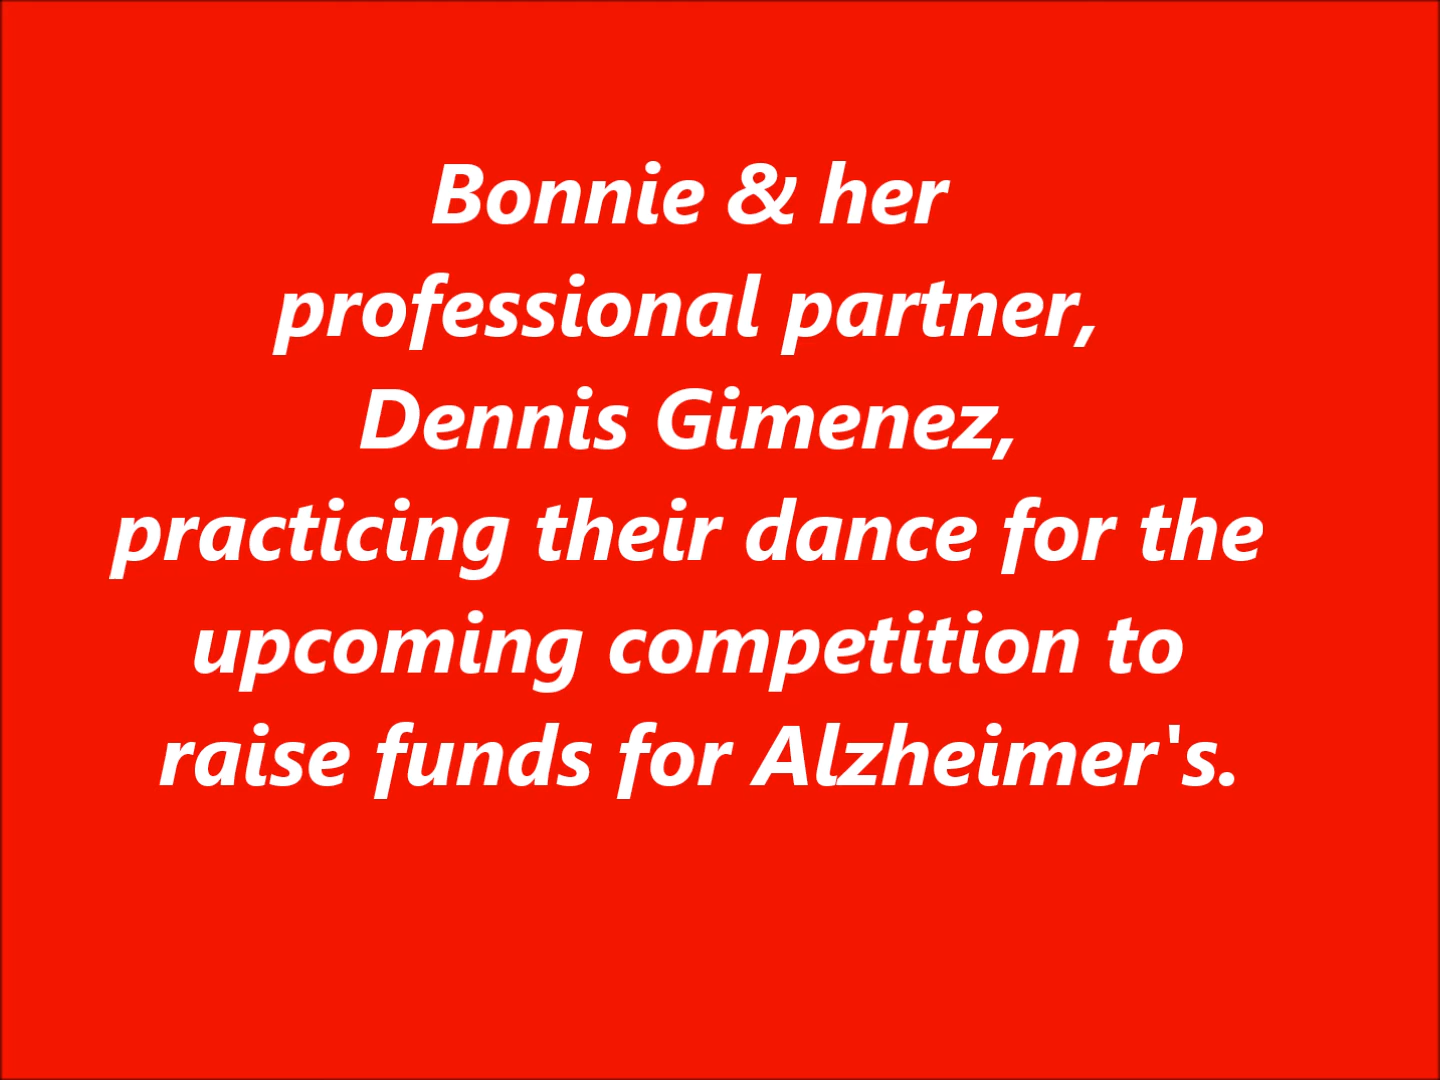 Bonnie & her
professional partner,
Dennis Gimenez,
practicing their dance for the
upcoming competition to
raise funds for Alzheimer's.